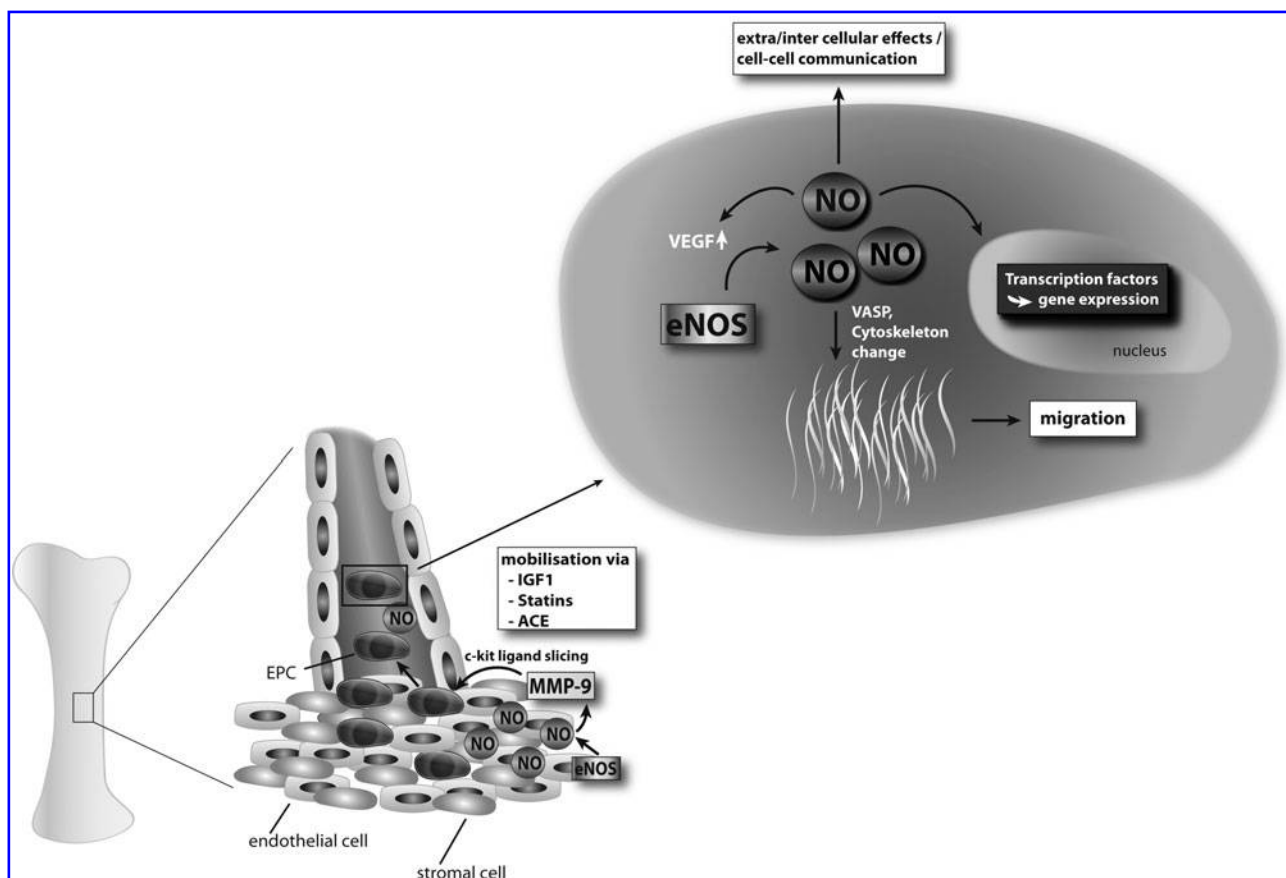 extra/inter cellular effects /
cell-cell communication
NO
VEGF
NO
NO
eNOS
VASP,
Cytoskeleton
change
Transcription factors
gene expression
nucleus
migration
mobilisation via
- IGF1
- Statins
- ACE
NO
EPC
c-kit ligand slicing
MMP-9
NO
NO
NO
NO
eNOS
endothelial cell
stromal cell